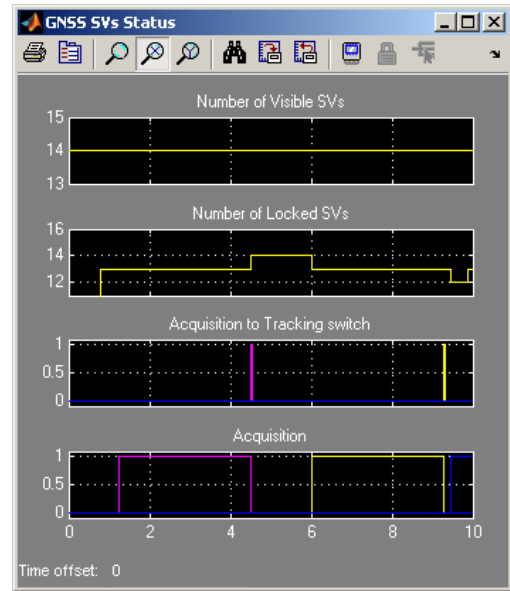 GNSS SVs Status
Number of Visible SVs
15
14
13
Number of Locked SVs
16
14
12
Acquisition to Tracking switch
1
0.5
0
Acquisition
1
0.5
0
0 2 4 6 8 10
Time offset: 0